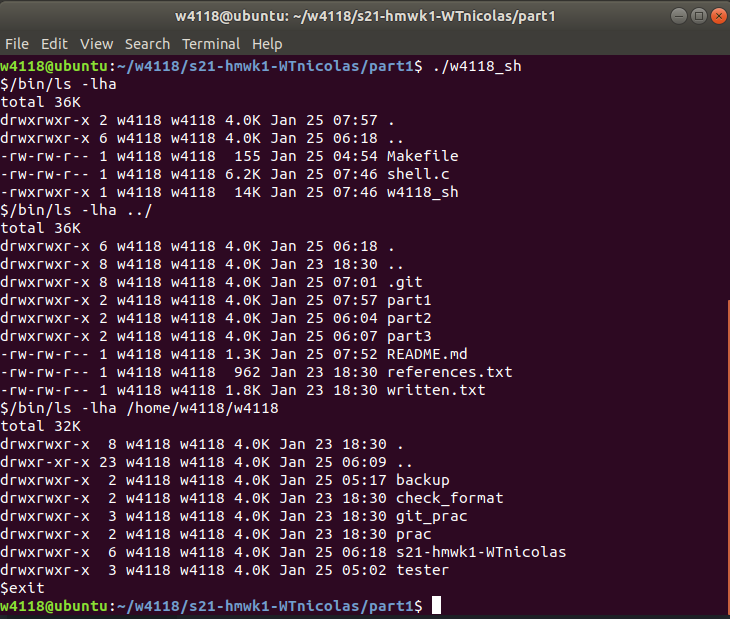 w4118@ubuntu: ~/w4118/s21-hmwk1-WTnicolas/part1
File Edit View Search Terminal Help
w4118@ubuntu:~/w4118/s21-hmwk1-WTnicolas/part1$ ./w4118_sh
$/bin/ls -lha
total 36K
drwxrwxr-x 2 w4118 w4118 4.0K Jan 25 07:57 .
drwxrwxr-x 6 w4118 w4118 4.0K Jan 25 06:18 ..
-rw-rw-r-- 1 w4118 w4118  155 Jan 25 04:54 Makefile
-rw-rw-r-- 1 w4118 w4118 6.2K Jan 25 07:46 shell.c
-rwxrwxr-x 1 w4118 w4118  14K Jan 25 07:46 w4118_sh
$/bin/ls -lha ../
total 36K
drwxrwxr-x 6 w4118 w4118 4.0K Jan 25 06:18 .
drwxrwxr-x 8 w4118 w4118 4.0K Jan 23 18:30 ..
drwxrwxr-x 8 w4118 w4118 4.0K Jan 25 07:01 .git
drwxrwxr-x 2 w4118 w4118 4.0K Jan 25 07:57 part1
drwxrwxr-x 2 w4118 w4118 4.0K Jan 25 06:04 part2
drwxrwxr-x 2 w4118 w4118 4.0K Jan 25 06:07 part3
-rw-rw-r-- 1 w4118 w4118 1.3K Jan 25 07:52 README.md
-rw-rw-r-- 1 w4118 w4118  962 Jan 23 18:30 references.txt
-rw-rw-r-- 1 w4118 w4118 1.8K Jan 23 18:30 written.txt
$/bin/ls -lha /home/w4118/w4118
total 32K
drwxrwxr-x  8 w4118 w4118 4.0K Jan 23 18:30 .
drwxr-xr-x 23 w4118 w4118 4.0K Jan 25 06:09 ..
drwxrwxr-x  2 w4118 w4118 4.0K Jan 25 05:17 backup
drwxrwxr-x  2 w4118 w4118 4.0K Jan 23 18:30 check_format
drwxrwxr-x  3 w4118 w4118 4.0K Jan 23 18:30 git_prac
drwxrwxr-x  2 w4118 w4118 4.0K Jan 23 18:30 prac
drwxrwxr-x  6 w4118 w4118 4.0K Jan 25 06:18 s21-hmwk1-WTnicolas
drwxrwxr-x  3 w4118 w4118 4.0K Jan 25 05:02 tester
$exit
w4118@ubuntu:~/w4118/s21-hmwk1-WTnicolas/part1$